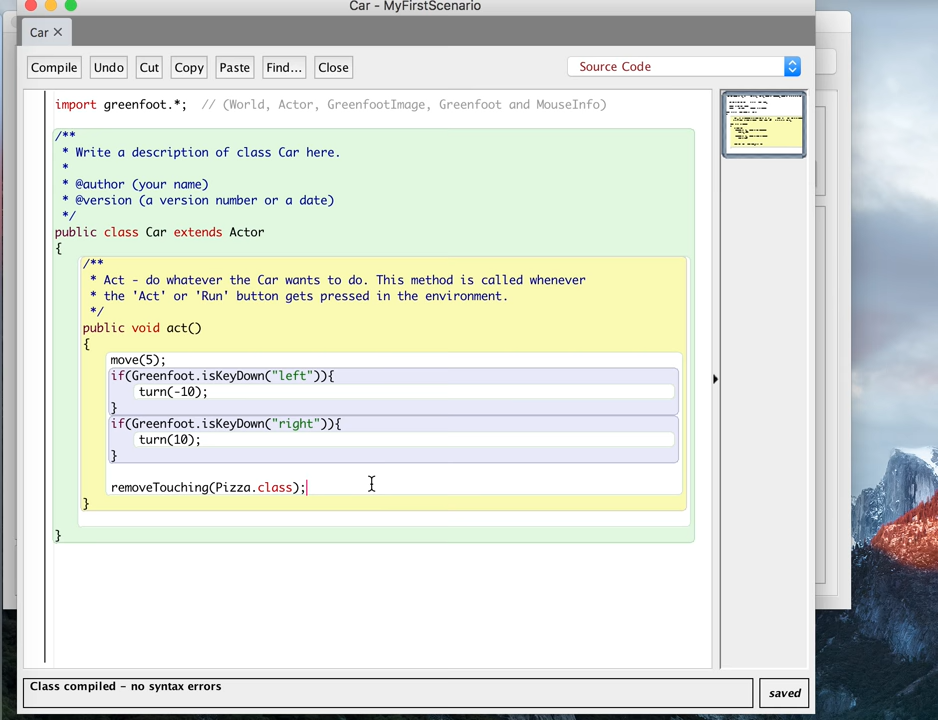 Car - MyFirstScenario
Car ✕
Compile Undo Cut Copy Paste Find... Close Source Code
import greenfoot.*;  // (World, Actor, GreenfootImage, Greenfoot and MouseInfo)
/**
 * Write a description of class Car here.
 *
 * @author (your name)
 * @version (a version number or a date)
 */
public class Car extends Actor
{
/**
 * Act - do whatever the Car wants to do. This method is called whenever
 * the 'Act' or 'Run' button gets pressed in the environment.
 */
public void act()
{
move(5);
if(Greenfoot.isKeyDown("left")){
turn(-10);
}
if(Greenfoot.isKeyDown("right")){
turn(10);
}
removeTouching(Pizza.class);
}
}
Class compiled - no syntax errors
saved